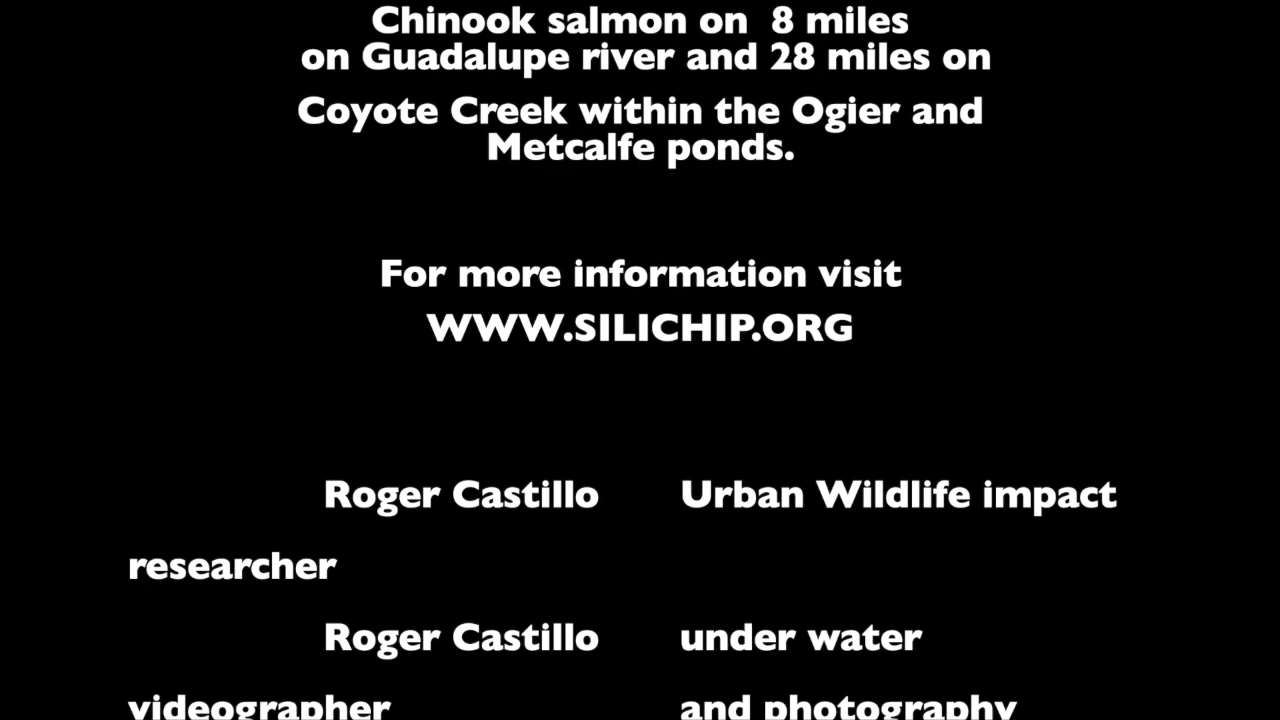 Chinook salmon on 8 miles
on Guadalupe river and 28 miles on
Coyote Creek within the Ogier and
Metcalfe ponds.
For more information visit
WWW.SILICHIP.ORG
Roger Castillo Urban Wildlife impact
researcher
Roger Castillo under water
videographer and photography